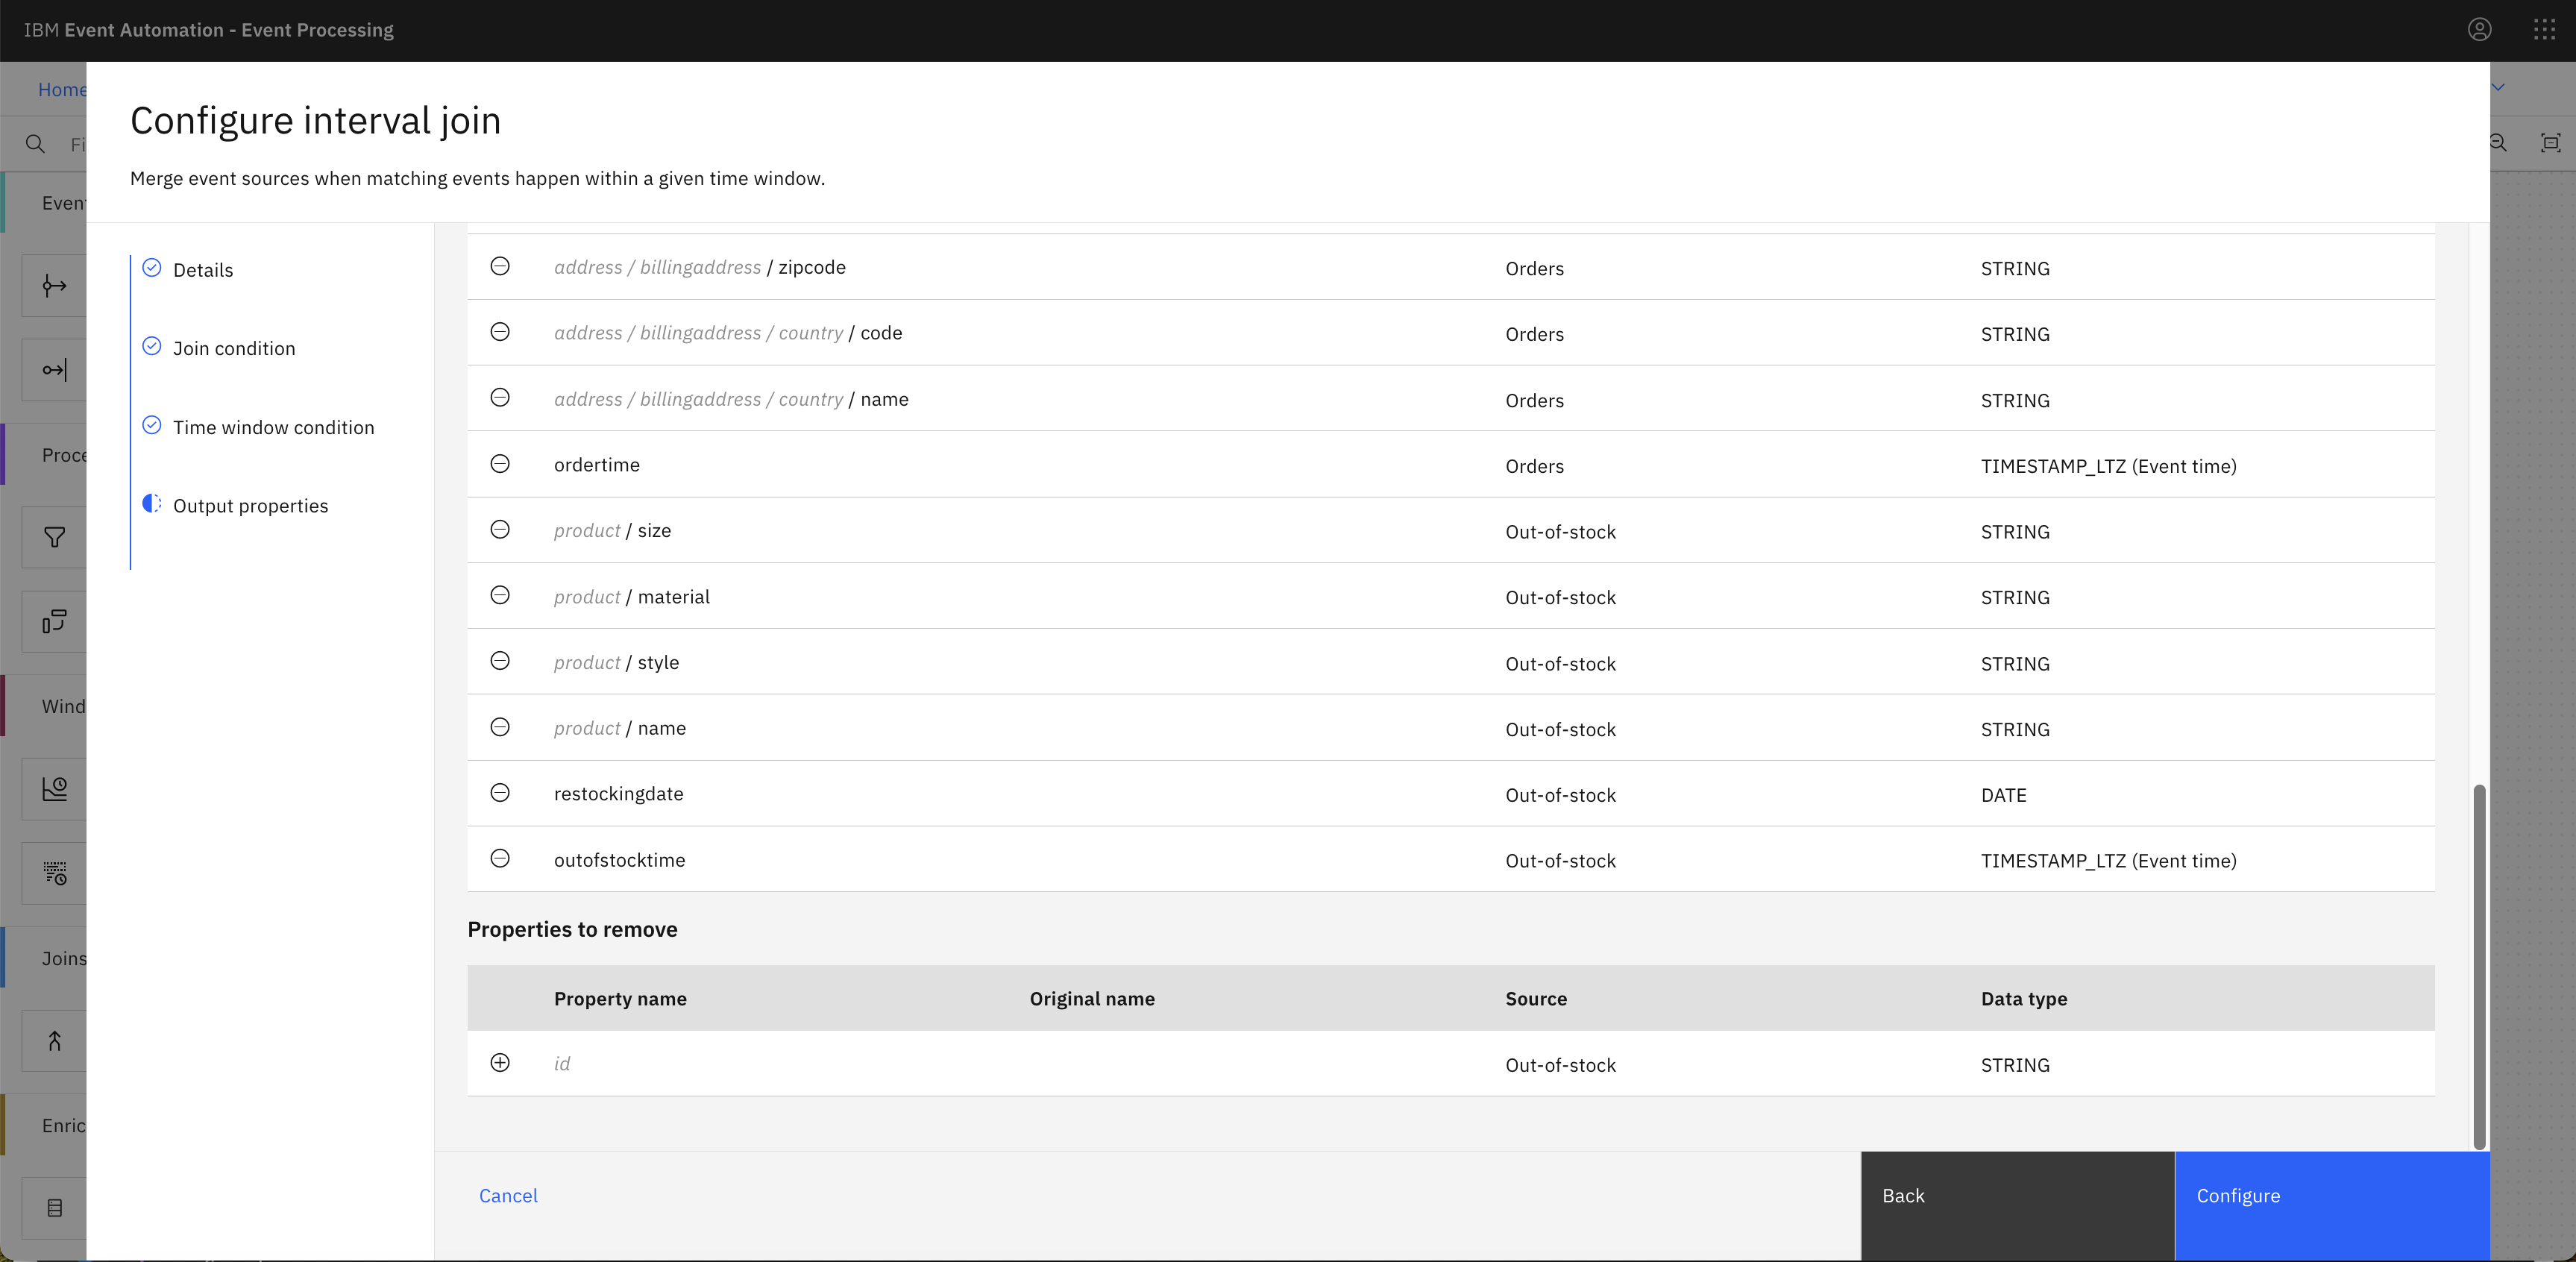 IBM Event Automation - Event Processing
Home
Fi
Configure interval join
Merge event sources when matching events happen within a given time window.
Even
Proce
Wind
Joins
Enric
Details
Join condition
Time window condition
Output properties
address / billingaddress / zipcode Orders STRING
address / billingaddress / country / code Orders STRING
address / billingaddress / country / name Orders STRING
ordertime Orders TIMESTAMP_LTZ (Event time)
product / size Out-of-stock STRING
product / material Out-of-stock STRING
product / style Out-of-stock STRING
product / name Out-of-stock STRING
restockingdate Out-of-stock DATE
outofstocktime Out-of-stock TIMESTAMP_LTZ (Event time)
Properties to remove
Property name Original name Source Data type
id Out-of-stock STRING
Cancel Back Configure